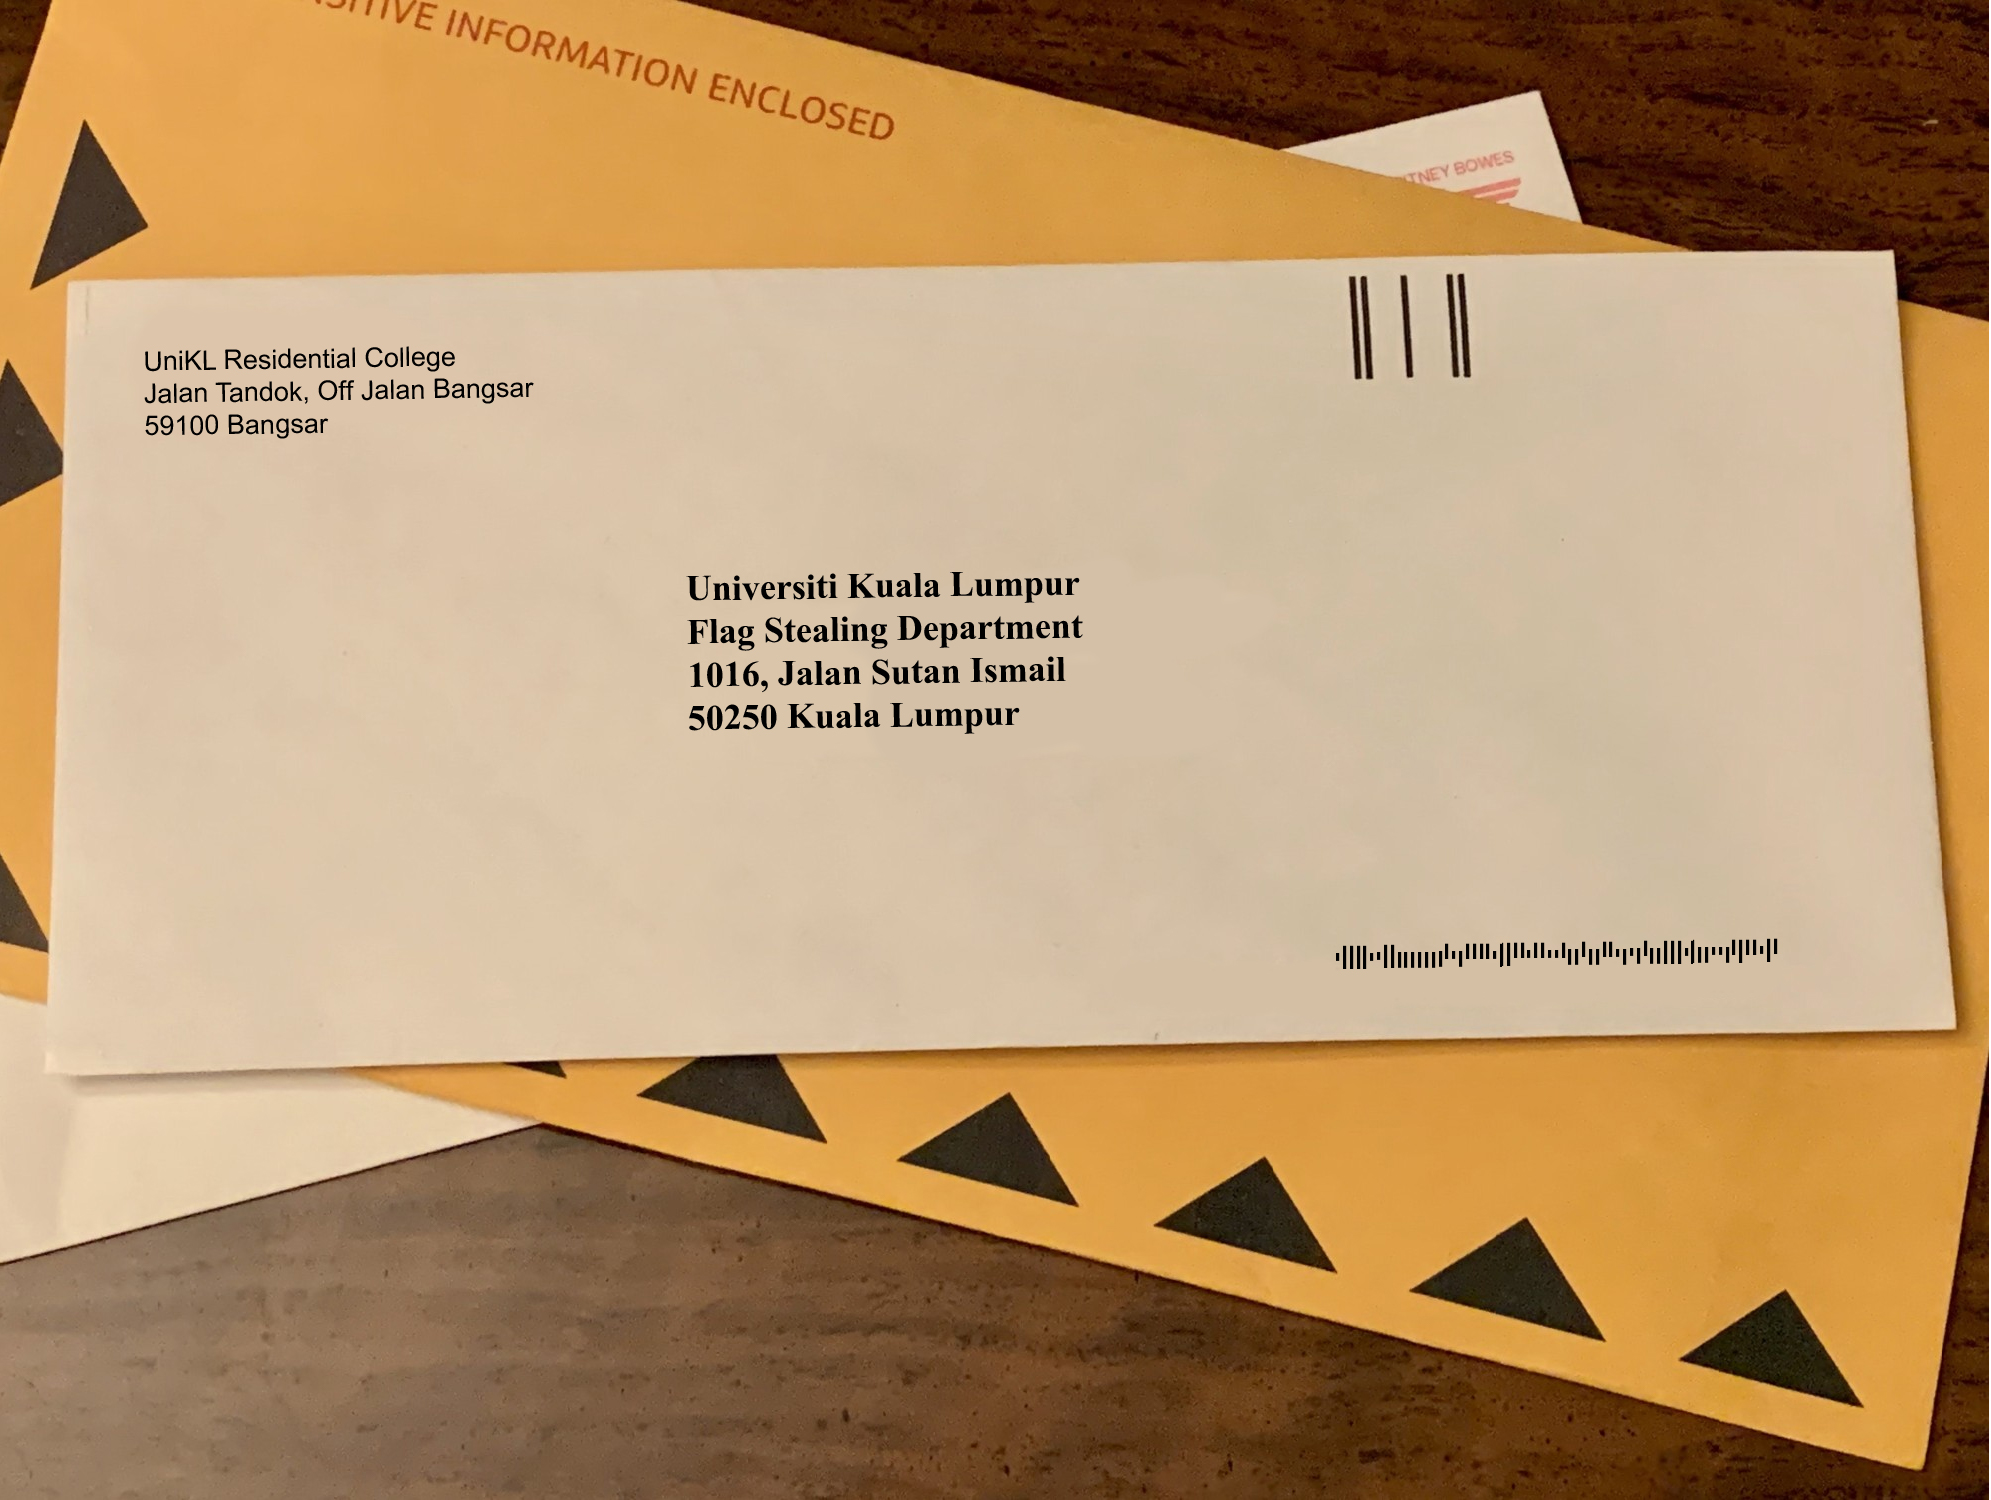 INFORMATION ENCLOSED
BOWES
UniKL Residential College
Jalan Tandok, Off Jalan Bangsar
59100 Bangsar
Universiti Kuala Lumpur
Flag Stealing Department
1016, Jalan Sutan Ismail
50250 Kuala Lumpur